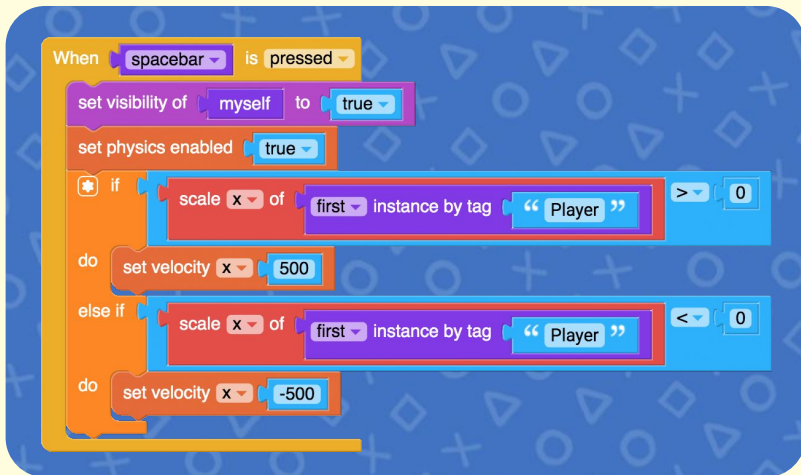 When spacebar is pressed
set visibility of myself to true
set physics enabled true
if scale x of first instance by tag “ Player ” > 0
do set velocity x 500
else if scale x of first instance by tag “ Player ” < 0
do set velocity x -500